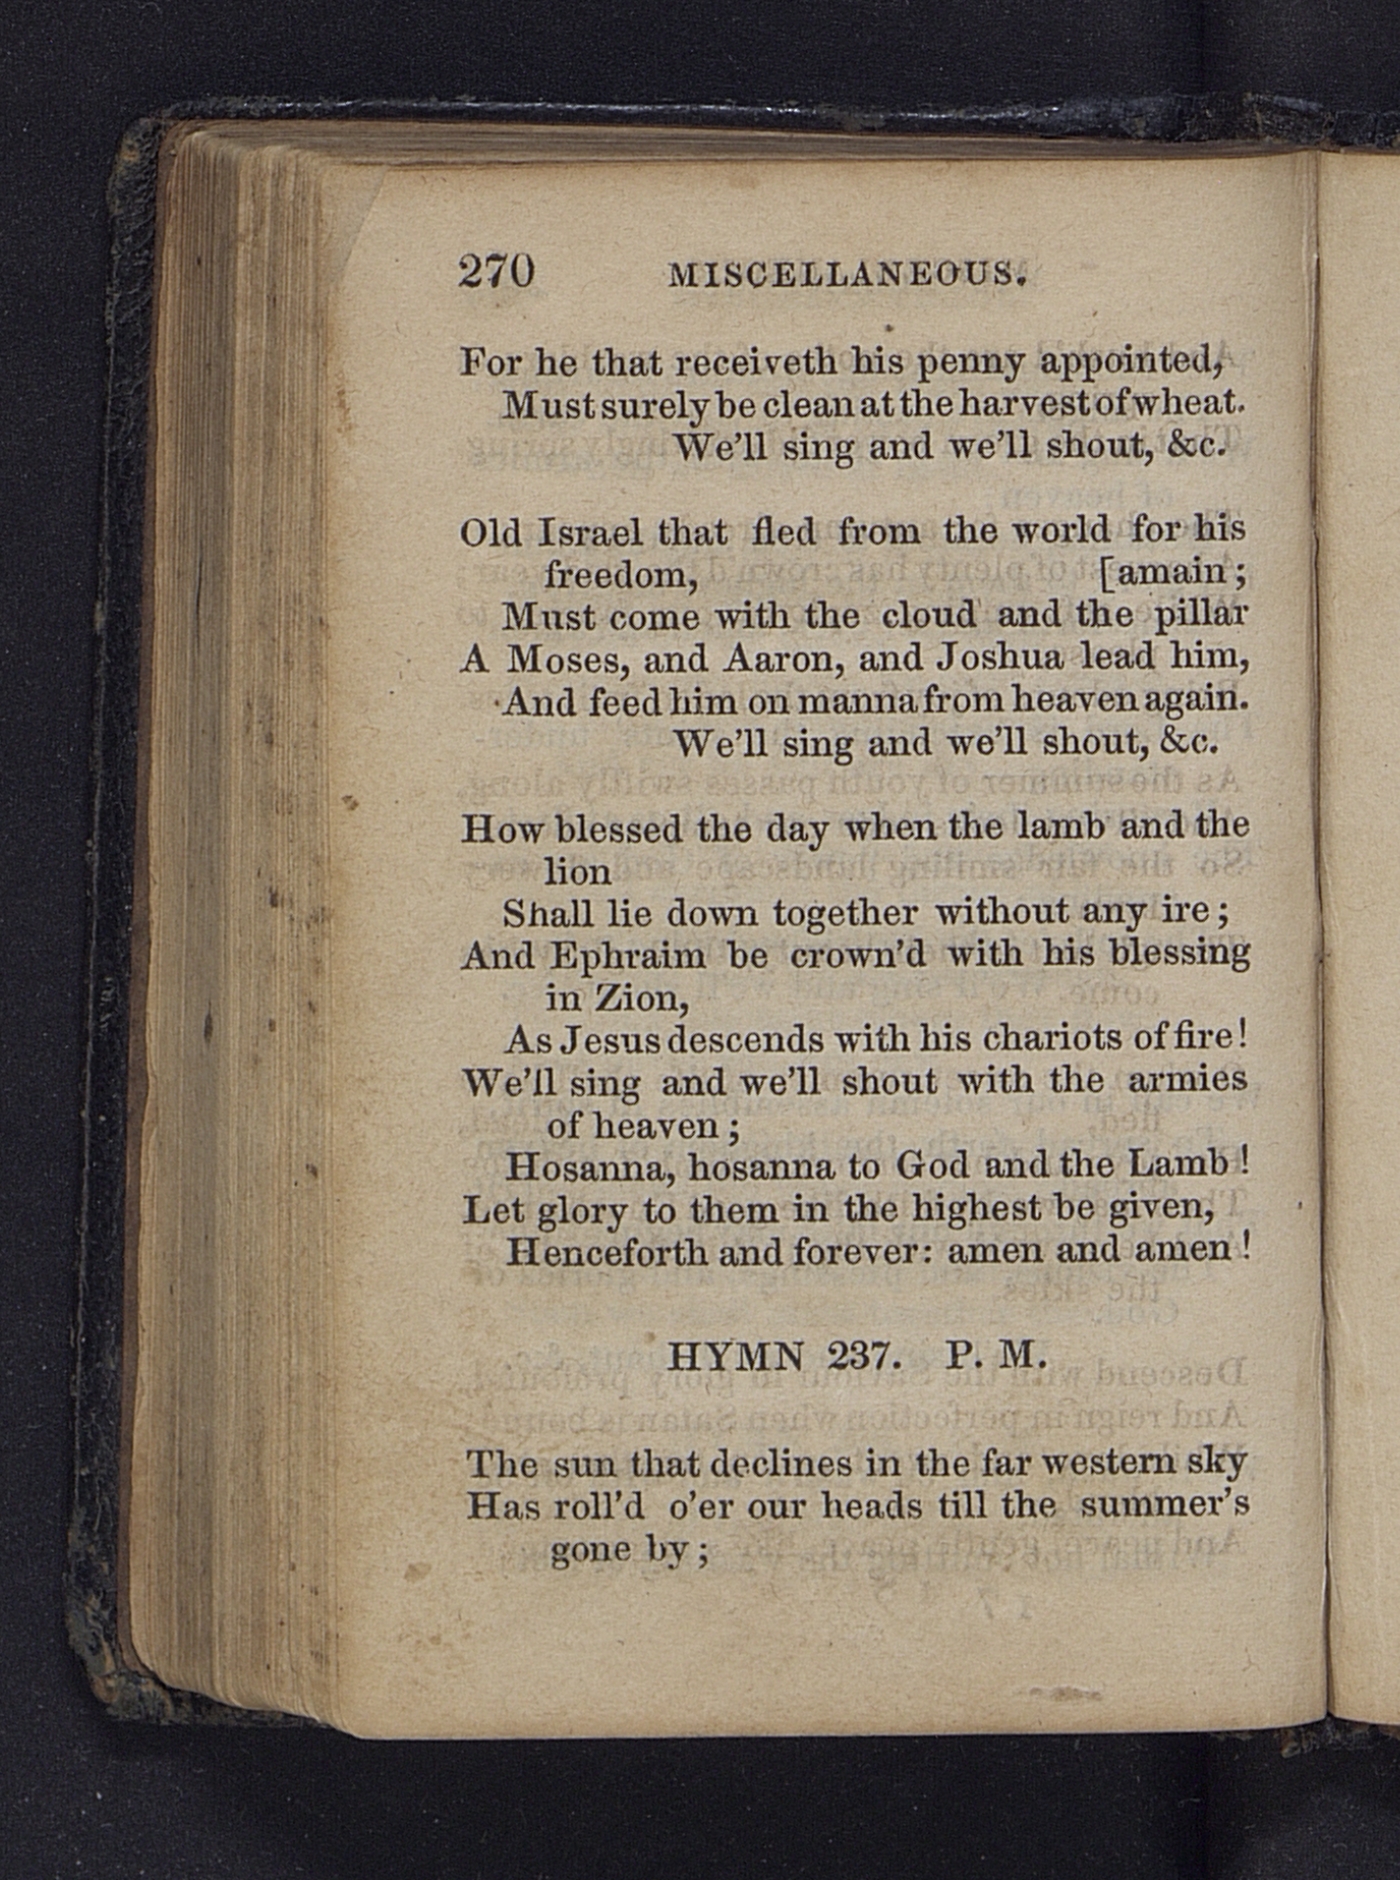 270 MISCELLANEOUS.
For he that receiveth his penny appointed,
Must surely be clean at the harvest of wheat.
We'll sing and we'll shout, &c.
Old Israel that fled from the world for his
freedom, [amain;
Must come with the cloud and the pillar
A Moses, and Aaron, and Joshua lead him,
And feed him on manna from heaven again.
We'll sing and we'll shout, &c.
How blessed the day when the lamb and the
lion
Shall lie down together without any ire;
And Ephraim be crown'd with his blessing
in Zion,
As Jesus descends with his chariots of fire!
We'll sing and we'll shout with the armies
of heaven;
Hosanna, hosanna to God and the Lamb!
Let glory to them in the highest be given,
Henceforth and forever: amen and amen!
HYMN 237. P. M.
The sun that declines in the far western sky
Has roll'd o'er our heads till the summer's
gone by;